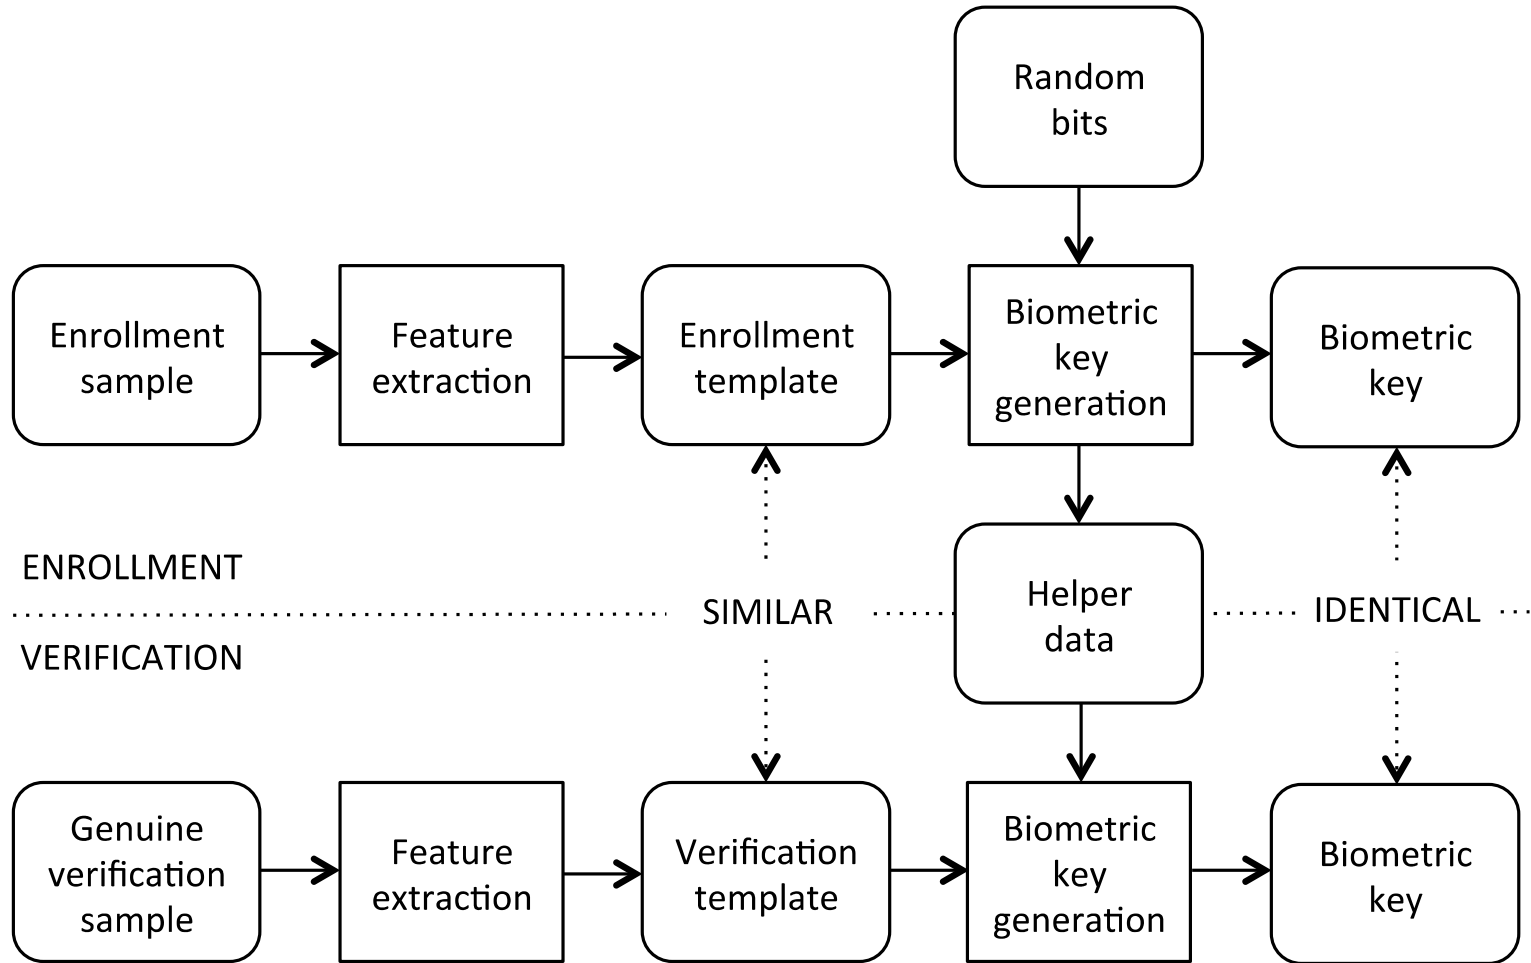 Random
bits
Enrollment
sample
Feature
extraction
Enrollment
template
Biometric
key
generation
Biometric
key
ENROLLMENT
SIMILAR
Helper
data
IDENTICAL
VERIFICATION
Genuine
verification
sample
Feature
extraction
Verification
template
Biometric
key
generation
Biometric
key